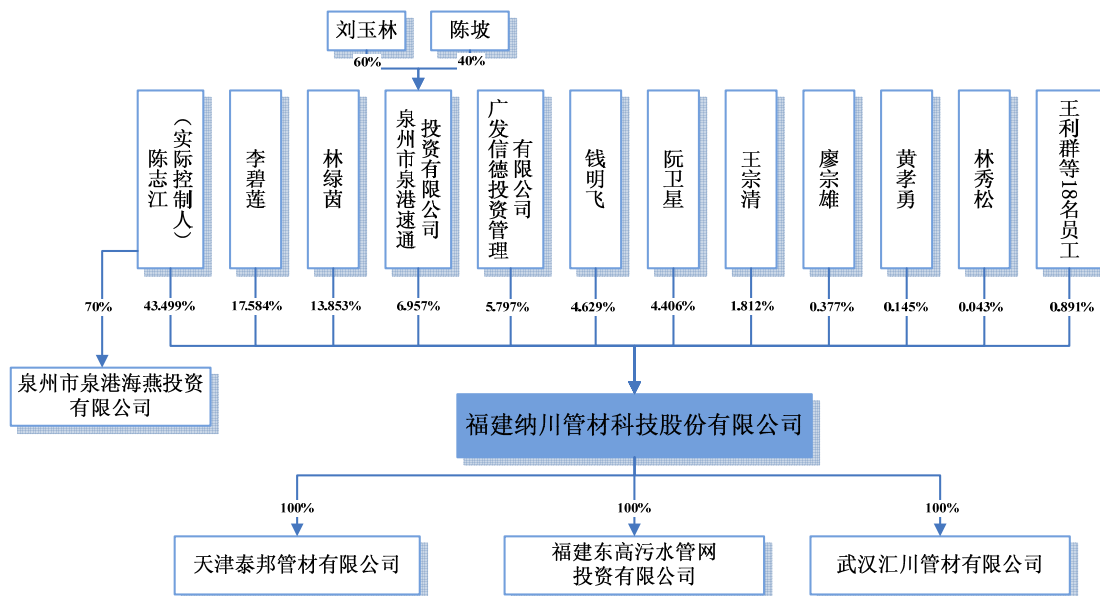 刘玉林
陈坡
60%
40%
陈志江
（实际控制人）
李碧莲
林绿茵
泉州市泉港速通
投资有限公司
广发信德投资管理
有限公司
钱明飞
阮卫星
王宗清
廖宗雄
黄孝勇
林秀松
王利群等18名员工
70%
43.499%
17.584%
13.853%
6.957%
5.797%
4.629%
4.406%
1.812%
0.377%
0.145%
0.043%
0.891%
泉州市泉港海燕投资
有限公司
福建纳川管材科技股份有限公司
100%
100%
100%
天津泰邦管材有限公司
福建东高污水管网
投资有限公司
武汉汇川管材有限公司